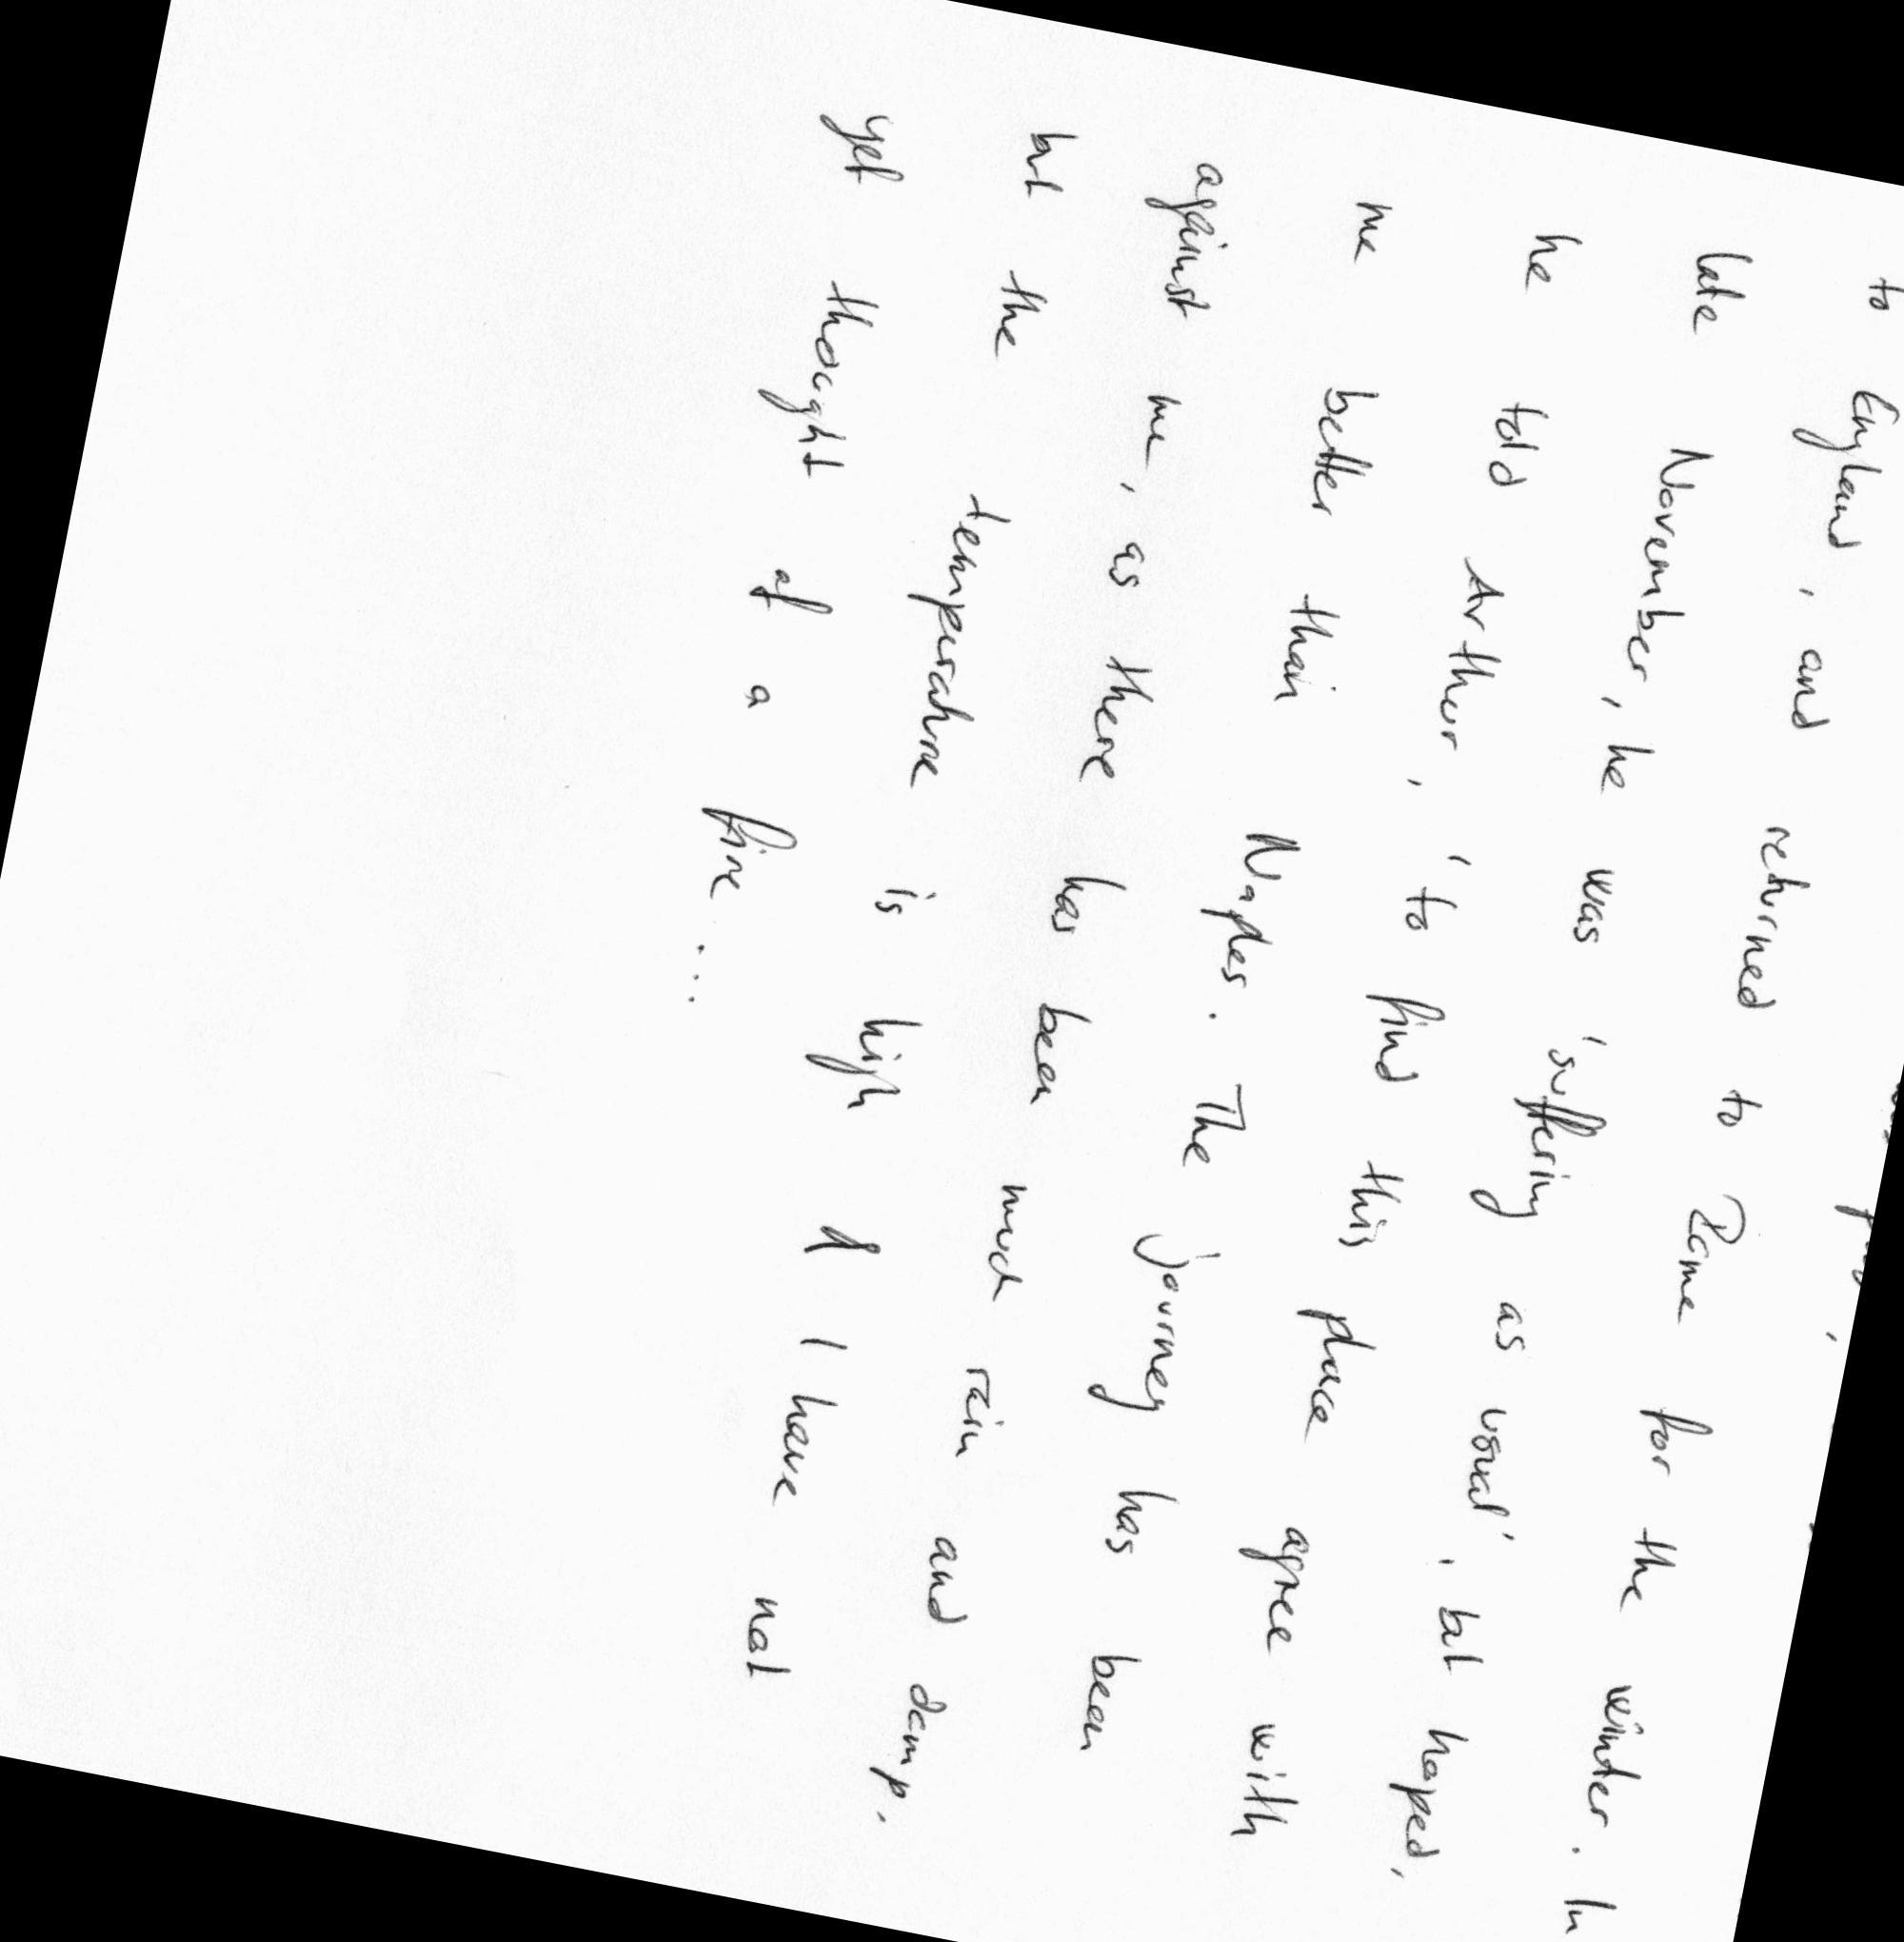 to England, and returned to Rome for the winter. In
late November, he was 'suffering as usual', but hoped,
he told Arthur, 'to find this place agree with
me better than Naples. The journey has been
against me, as there has been much rain and damp,
but the temperature is high & I have not
yet thought of a fire...